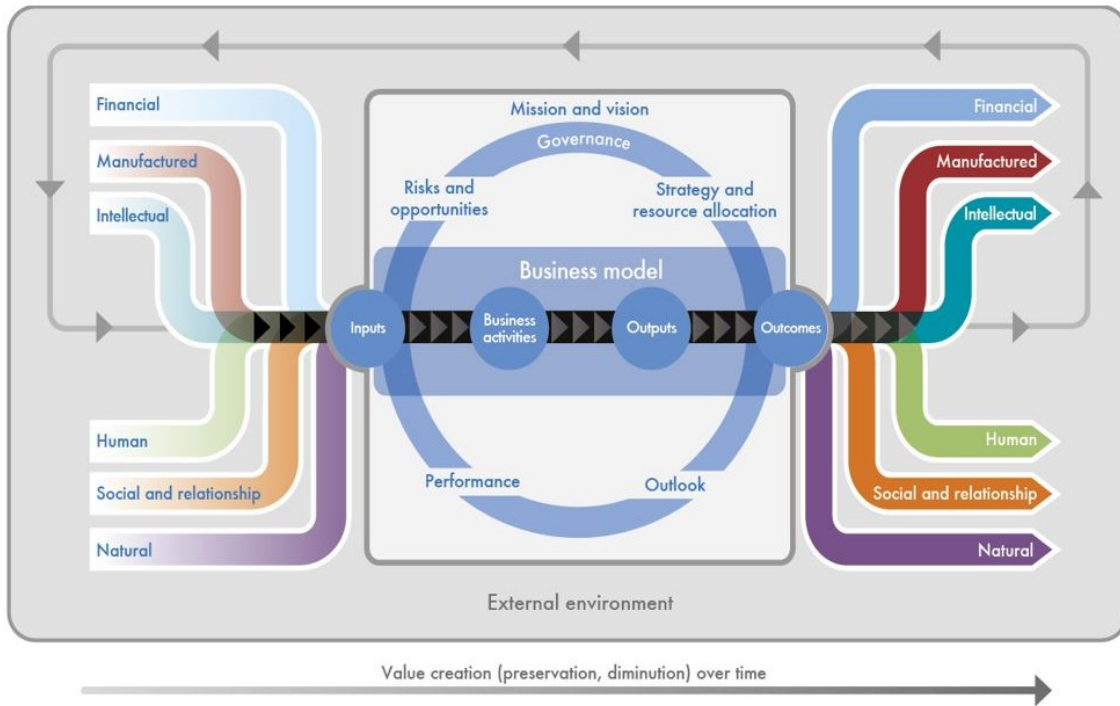 Financial
Manufactured
Intellectual
Human
Social and relationship
Natural
Mission and vision
Governance
Risks and
opportunities
Strategy and
resource allocation
Business model
Inputs
Business
activities
Outputs
Outcomes
Performance
Outlook
Financial
Manufactured
Intellectual
Human
Social and relationship
Natural
External environment
Value creation (preservation, diminution) over time